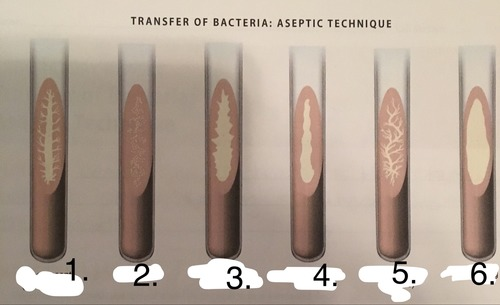 TRANSFER OF BACTERIA: ASEPTIC TECHNIQUE
1. 2. 3. 4. 5. 6.